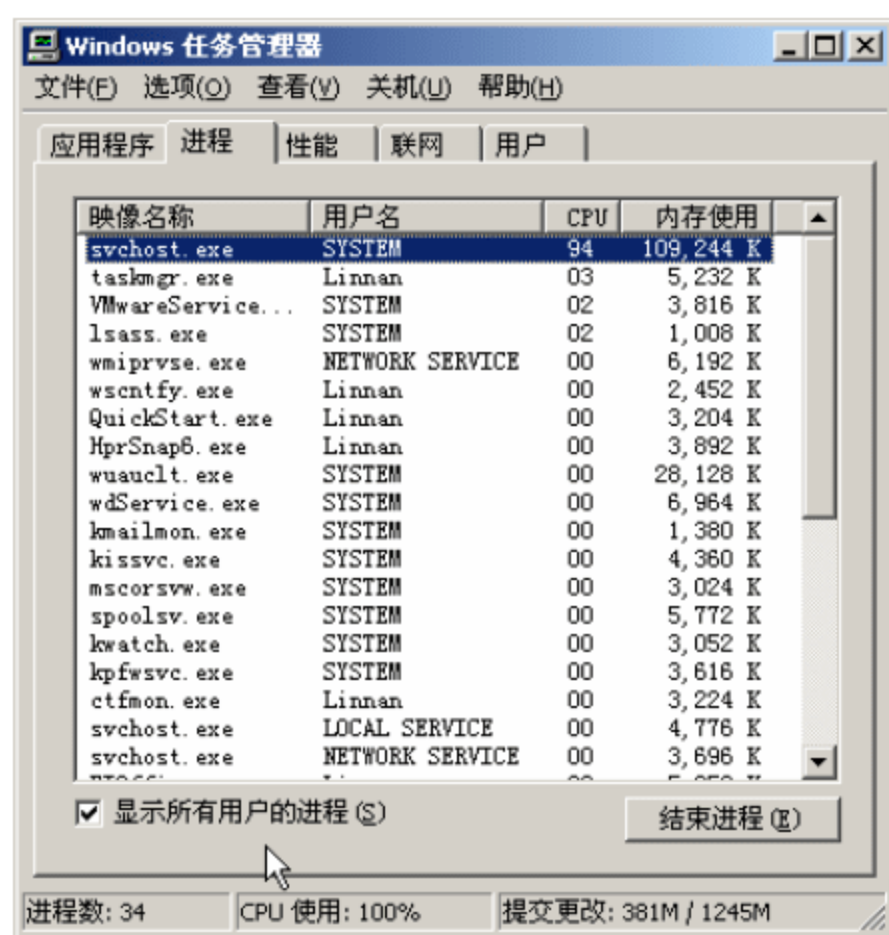 Windows 任务管理器
文件(F) 选项(O) 查看(V) 关机(U) 帮助(H)
应用程序 进程 性能 联网 用户
映像名称 用户名 CPU 内存使用
svchost.exe SYSTEM 94 109,244 K
taskmgr.exe Linnan 03 5,232 K
VMwareService... SYSTEM 02 3,816 K
lsass.exe SYSTEM 02 1,008 K
wmiprvse.exe NETWORK SERVICE 00 6,192 K
wscntfy.exe Linnan 00 2,452 K
QuickStart.exe Linnan 00 3,204 K
HprSnap6.exe Linnan 00 3,892 K
wuauclt.exe SYSTEM 00 28,128 K
wdService.exe SYSTEM 00 6,964 K
kmailmon.exe SYSTEM 00 1,380 K
kissvc.exe SYSTEM 00 4,360 K
mscorsvw.exe SYSTEM 00 3,024 K
spoolsv.exe SYSTEM 00 5,772 K
kwatch.exe SYSTEM 00 3,052 K
kpfwsvc.exe SYSTEM 00 3,616 K
ctfmon.exe Linnan 00 3,224 K
svchost.exe LOCAL SERVICE 00 4,776 K
svchost.exe NETWORK SERVICE 00 3,696 K
显示所有用户的进程(S) 结束进程(E)
进程数: 34 CPU 使用: 100% 提交更改: 381M / 1245M